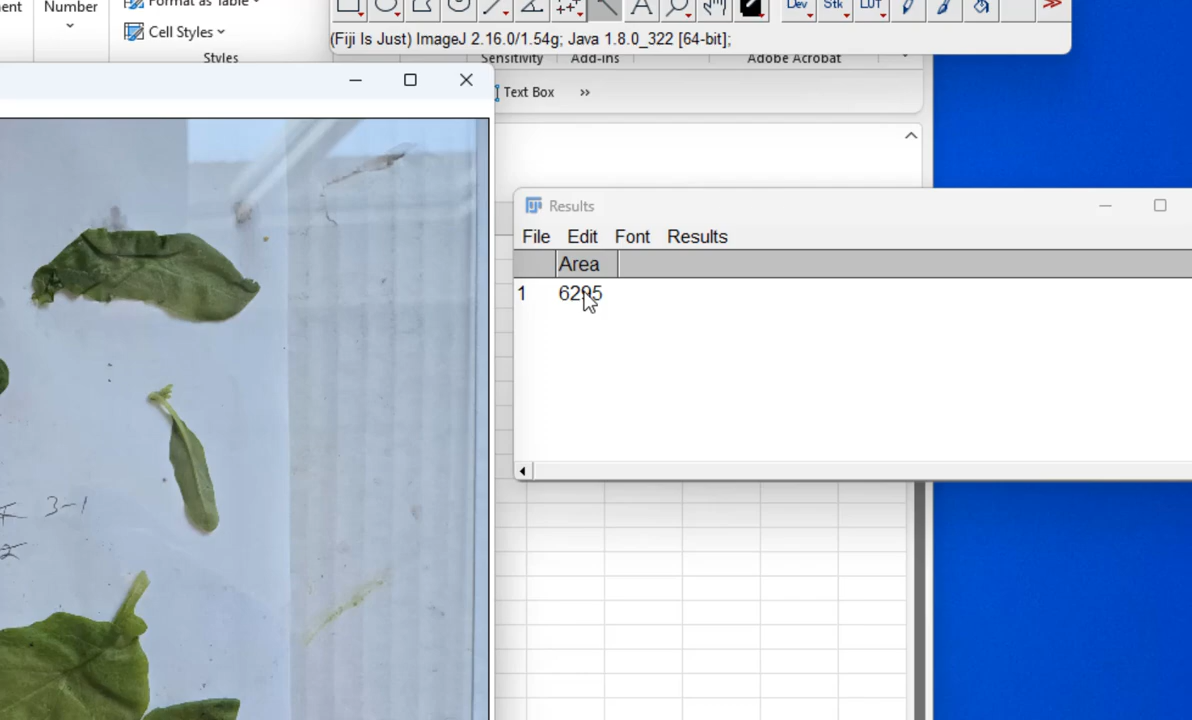 Number
Format as Table
Cell Styles
Styles
Dev
Stk
LUT
(Fiji Is Just) ImageJ 2.16.0/1.54g; Java 1.8.0_322 [64-bit];
Sensitivity
Add-ins
Adobe Acrobat
Text Box
Results
File Edit Font Results
Area
1 6295
3-1